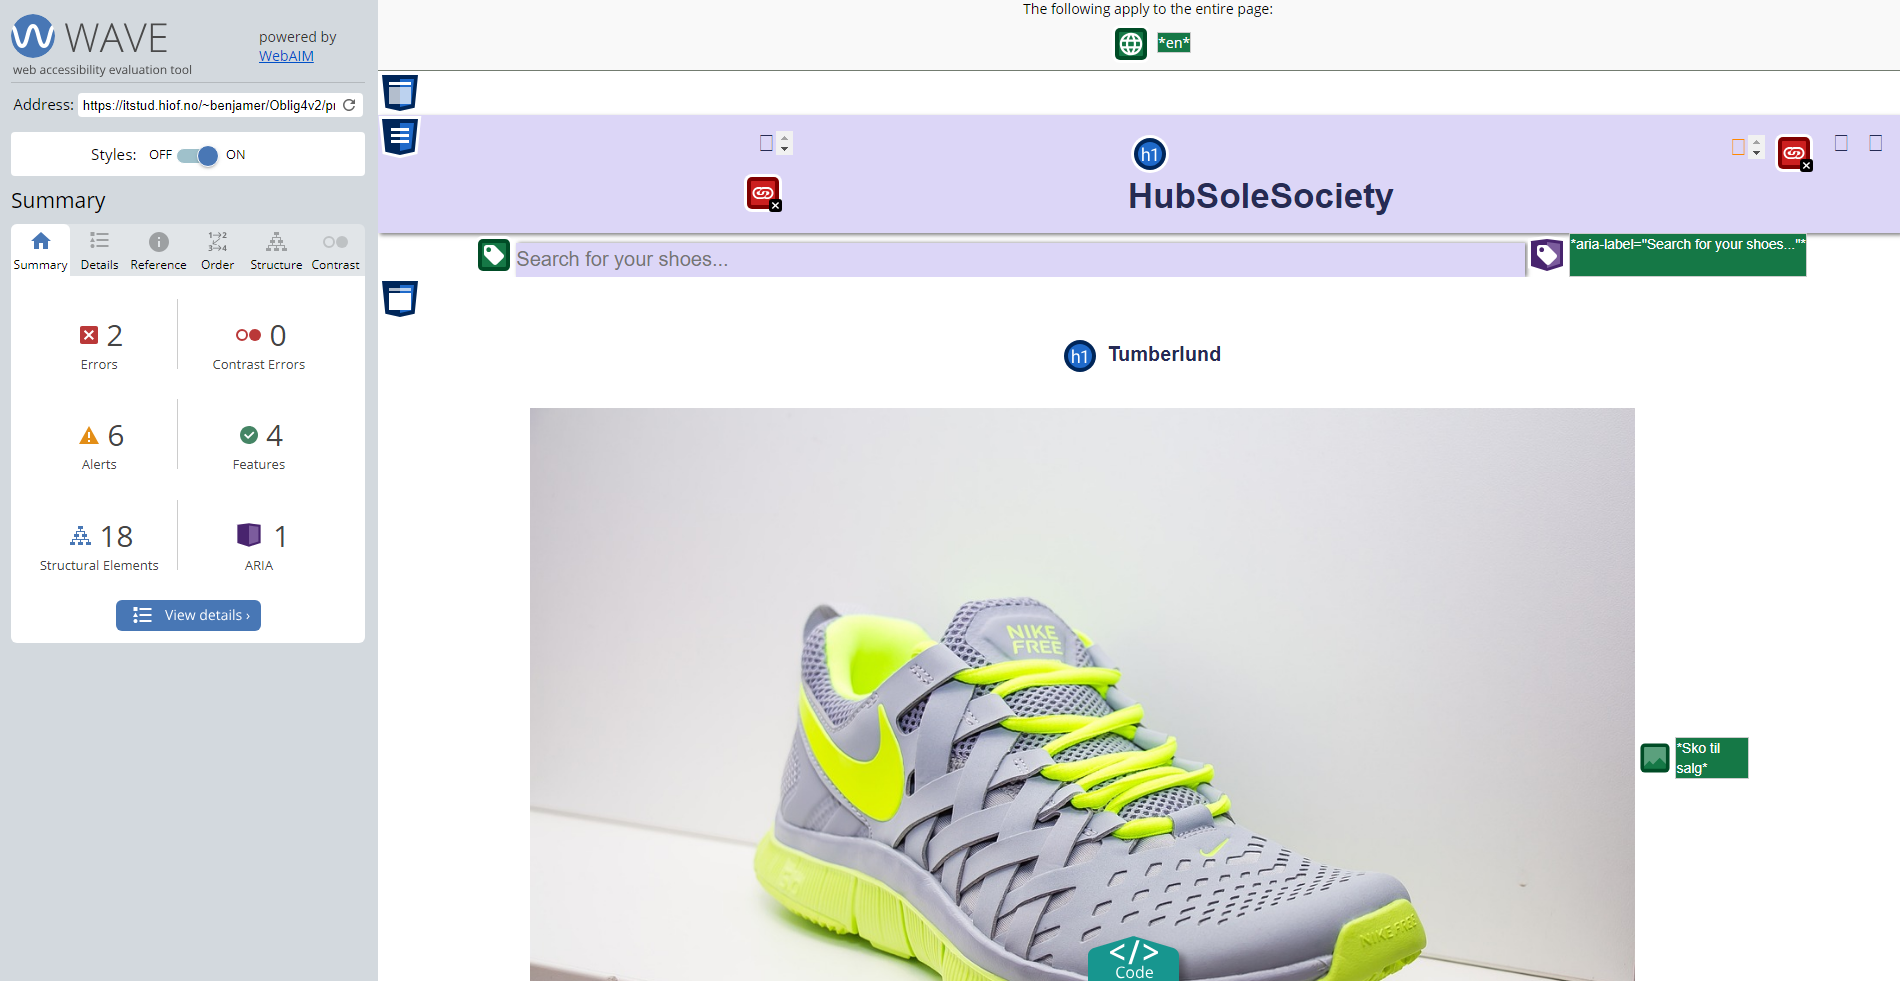 WAVE
powered by
WebAIM
web accessibility evaluation tool
Address: https://itstud.hiof.no/~benjamer/Oblig4v2/pr
Styles: OFF ON
Summary
Summary Details Reference Order Structure Contrast
2 0
Errors Contrast Errors
6 4
Alerts Features
18 1
Structural Elements ARIA
View details ›
The following apply to the entire page:
*en*
h1
HubSoleSociety
Search for your shoes...
*aria-label="Search for your shoes..."*
h1 Tumberlund
NIKE
FREE
*Sko til
salg*
NIKE FREE
</>
Code